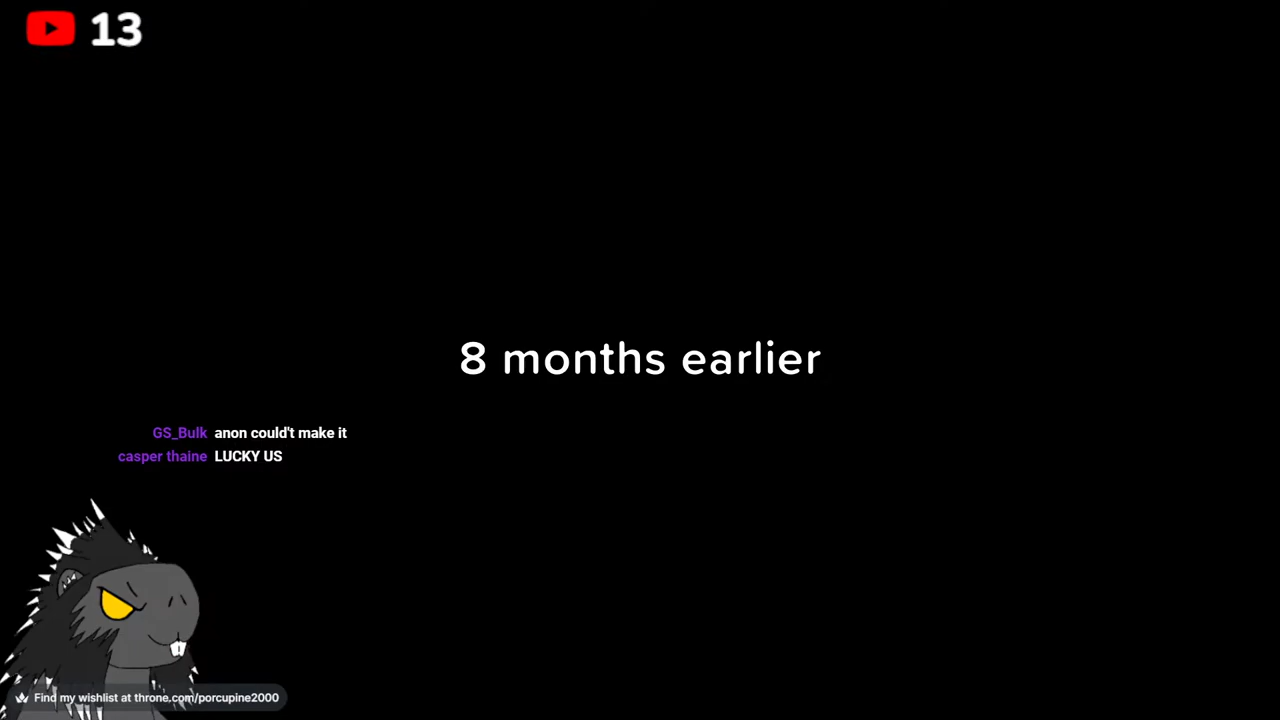 13
8 months earlier
GS_Bulk anon could't make it
casper thaine LUCKY US
Find my wishlist at throne.com/porcupine2000